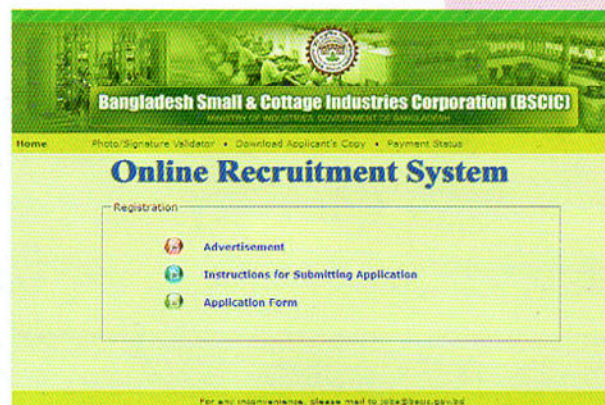 Bangladesh Small & Cottage Industries Corporation (BSCIC)
MINISTRY OF INDUSTRIES, GOVERNMENT OF BANGLADESH
Home Photo/Signature Validator • Download Applicant's Copy • Payment Status
Online Recruitment System
Registration
Advertisement
Instructions for Submitting Application
Application Form
For any inconvenience, please mail to jobs@bscic.gov.bd